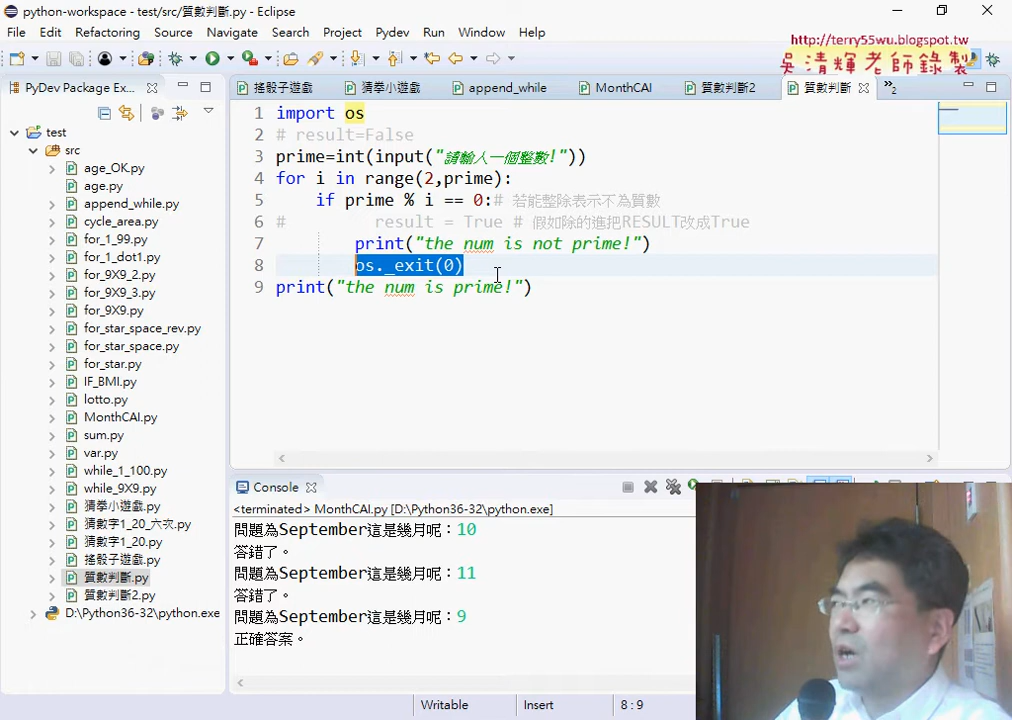 python-workspace - test/src/質數判斷.py - Eclipse
File Edit Refactoring Source Navigate Search Project Pydev Run Window Help
http://terry55wu.blogspot.tw
吳清輝老師錄製
PyDev Package Ex...
搖骰子遊戲 猜拳小遊戲 append_while MonthCAI 質數判斷2 質數判斷 »2
test
src
age_OK.py
age.py
append_while.py
cycle_area.py
for_1_99.py
for_1_dot1.py
for_9X9_2.py
for_9X9_3.py
for_9X9.py
for_star_space_rev.py
for_star_space.py
for_star.py
IF_BMI.py
lotto.py
MonthCAI.py
sum.py
var.py
while_1_100.py
while_9X9.py
猜拳小遊戲.py
猜數字1_20_六次.py
猜數字1_20.py
搖骰子遊戲.py
質數判斷.py
質數判斷2.py
D:\Python36-32\python.exe
1 import os
2 # result=False
3 prime=int(input("請輸入一個整數!"))
4 for i in range(2,prime):
5 if prime % i == 0:# 若能整除表示不為質數
6 # result = True # 假如除的進把RESULT改成True
7 print("the num is not prime!")
8 os._exit(0)
9 print("the num is prime!")
Console
<terminated> MonthCAI.py [D:\Python36-32\python.exe]
問題為September這是幾月呢：10
答錯了。
問題為September這是幾月呢：11
答錯了。
問題為September這是幾月呢：9
正確答案。
Writable Insert 8 : 9